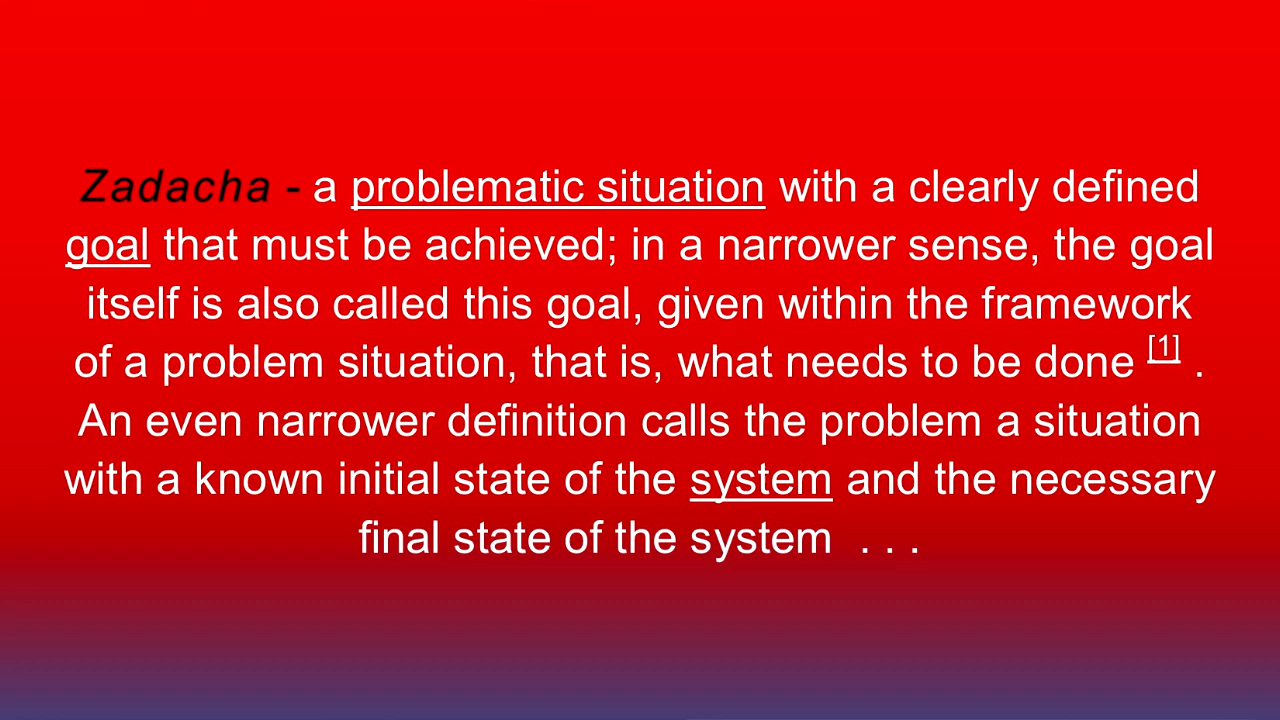 Zadacha - a problematic situation with a clearly defined
goal that must be achieved; in a narrower sense, the goal
itself is also called this goal, given within the framework
of a problem situation, that is, what needs to be done [1] .
An even narrower definition calls the problem a situation
with a known initial state of the system and the necessary
final state of the system . . .